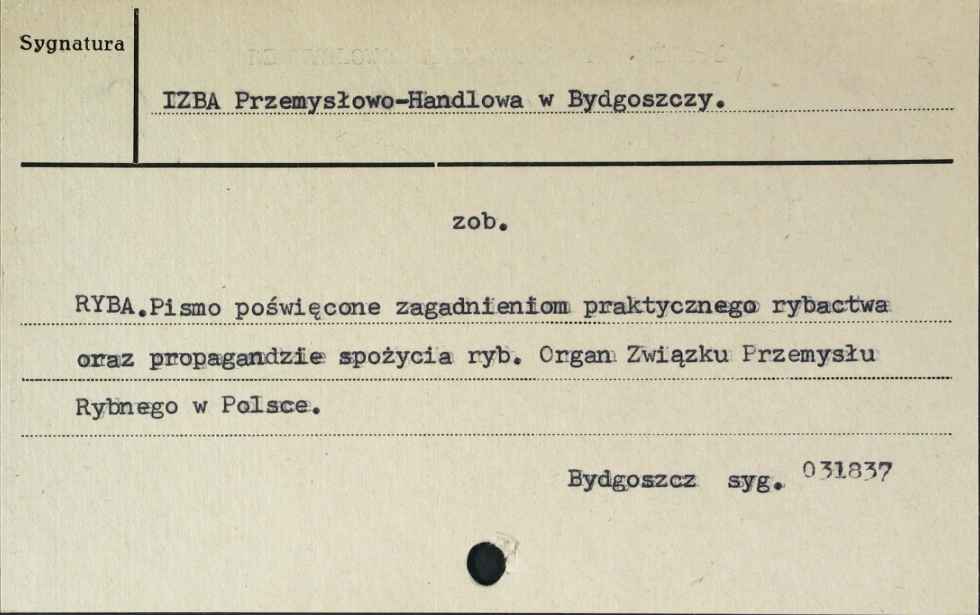 Sygnatura
IZBA Przemysłowo-Handlowa w Bydgoszczy.
zob.
RYBA.Pismo poświęcone zagadnieniom praktycznego rybactwa
oraz propagandzie spożycia ryb. Organ Związku Przemysłu
Rybnego w Polsce.
Bydgoszcz syg. 031837